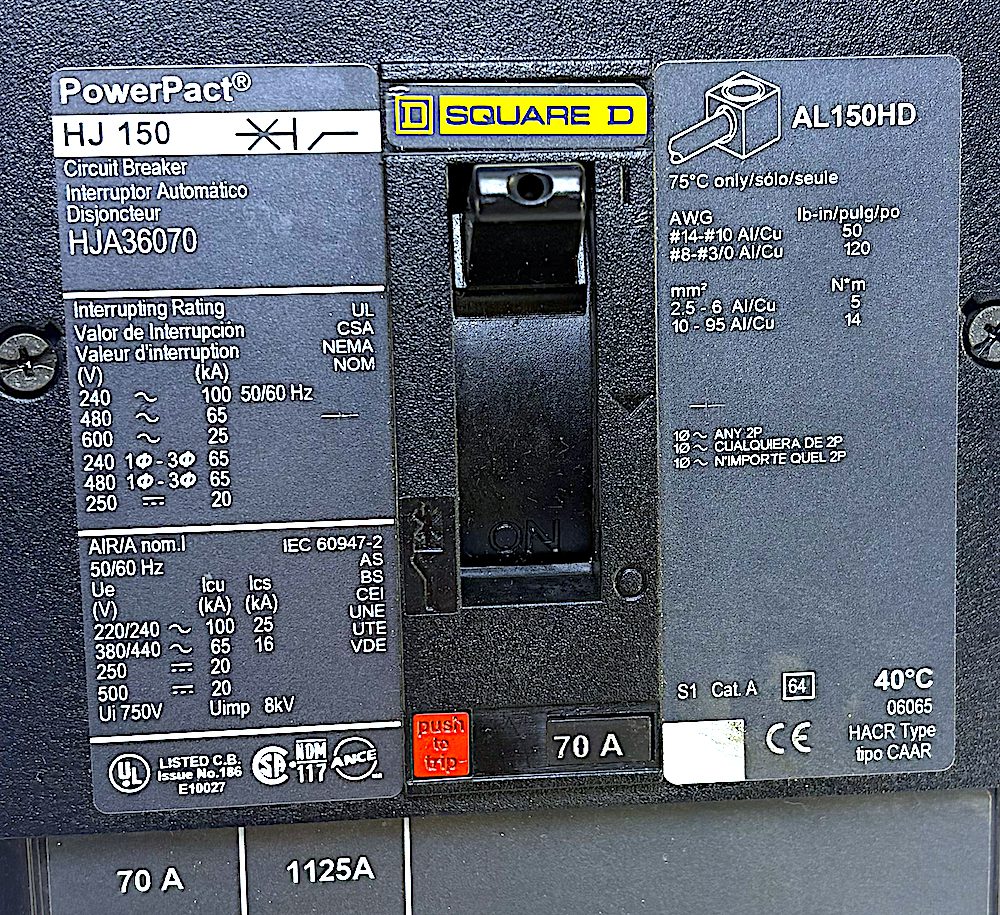 PowerPact®
HJ 150
Circuit Breaker
Interruptor Automático
Disjoncteur
HJA36070
Interrupting Rating UL
Valor de Interrupción CSA
Valeur d'interruption NEMA
(V) (kA) NOM
240 ~ 100 50/60 Hz
480 ~ 65
600 ~ 25
240 1Φ - 3Φ 65
480 1Φ - 3Φ 65
250 ⎓ 20
AIR/A nom.I IEC 60947-2
50/60 Hz AS
Ue Icu Ics BS
(V) (kA) (kA) CEI
220/240 ~ 100 25 UNE
380/440 ~ 65 16 UTE
250 ⎓ 20 VDE
500 ⎓ 20
Ui 750V Uimp 8kV
UL LISTED C.B.
Issue No.186
E10027
SA NOM
117 ANCE
D SQUARE D
I
ON
O
push
to
trip
70 A
AL150HD
75°C only/sólo/seule
AWG lb-in/pulg/po
#14-#10 Al/Cu 50
#8-#3/0 Al/Cu 120
mm² N*m
2.5 - 6 Al/Cu 5
10 - 95 Al/Cu 14
1Ø ~ ANY 2P
1Ø ~ CUALQUIERA DE 2P
1Ø ~ N'IMPORTE QUEL 2P
S1 Cat. A 64 40°C
06065
CE HACR Type
tipo CAAR
70 A 1125A